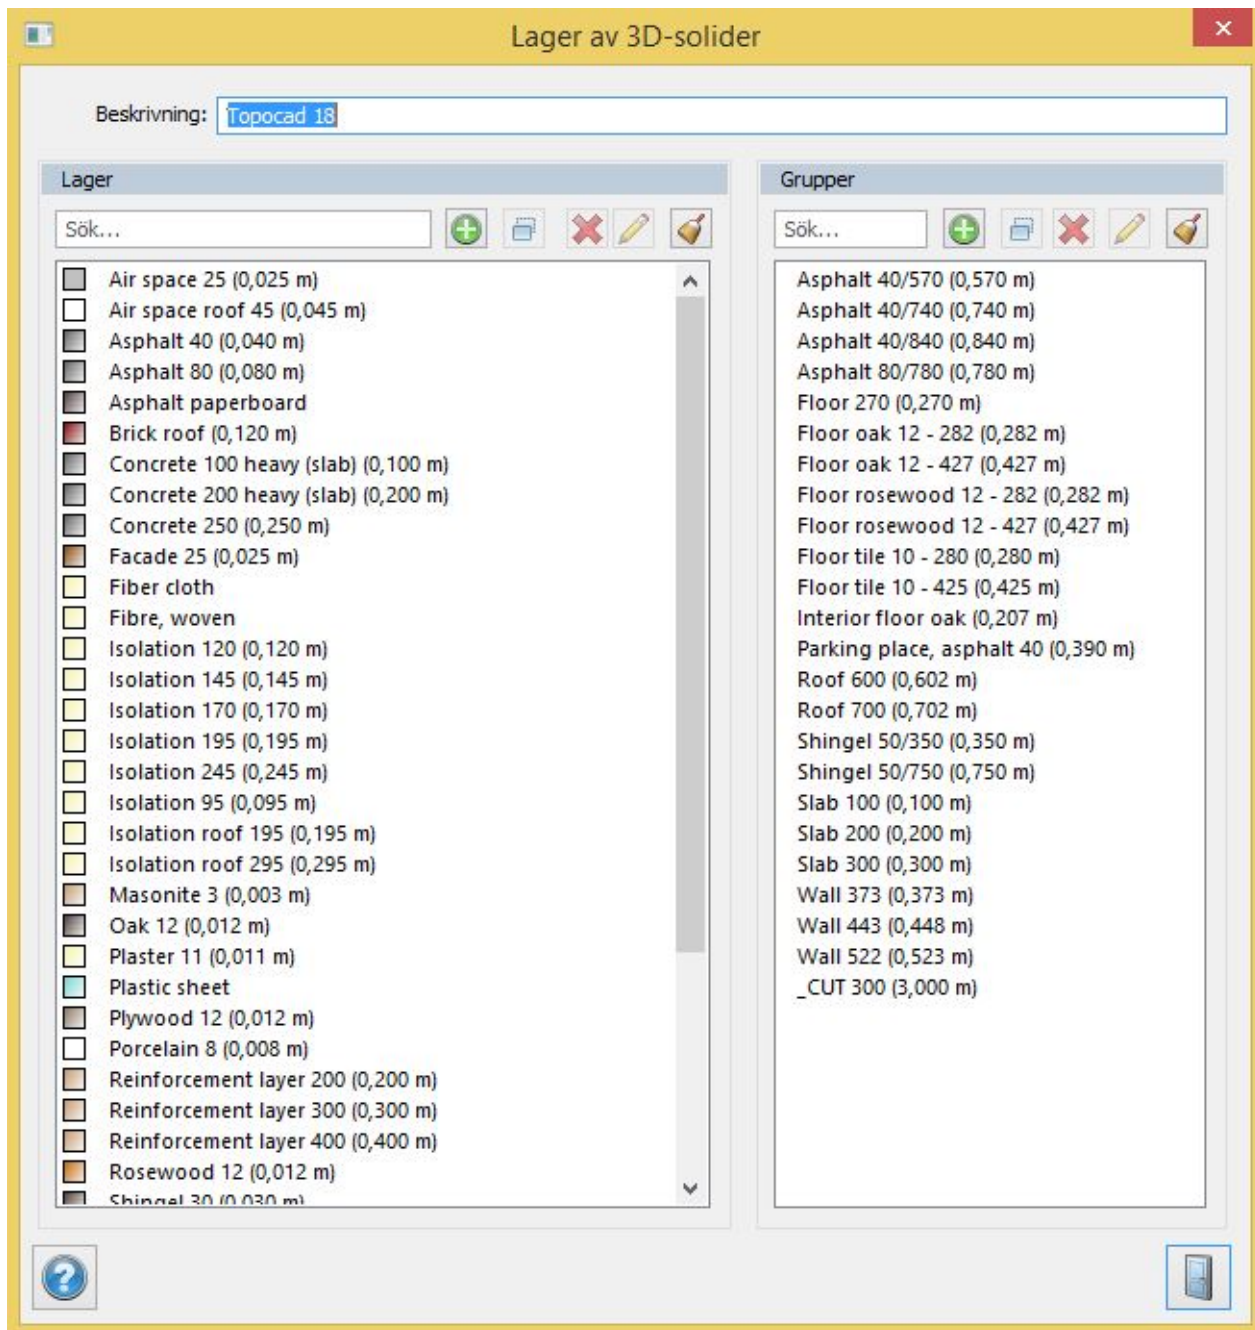 Lager av 3D-solider
Beskrivning: Topocad 18
Lager
Sök...
Air space 25 (0,025 m)
Air space roof 45 (0,045 m)
Asphalt 40 (0,040 m)
Asphalt 80 (0,080 m)
Asphalt paperboard
Brick roof (0,120 m)
Concrete 100 heavy (slab) (0,100 m)
Concrete 200 heavy (slab) (0,200 m)
Concrete 250 (0,250 m)
Facade 25 (0,025 m)
Fiber cloth
Fibre, woven
Isolation 120 (0,120 m)
Isolation 145 (0,145 m)
Isolation 170 (0,170 m)
Isolation 195 (0,195 m)
Isolation 245 (0,245 m)
Isolation 95 (0,095 m)
Isolation roof 195 (0,195 m)
Isolation roof 295 (0,295 m)
Masonite 3 (0,003 m)
Oak 12 (0,012 m)
Plaster 11 (0,011 m)
Plastic sheet
Plywood 12 (0,012 m)
Porcelain 8 (0,008 m)
Reinforcement layer 200 (0,200 m)
Reinforcement layer 300 (0,300 m)
Reinforcement layer 400 (0,400 m)
Rosewood 12 (0,012 m)
Shingel 30 (0,030 m)
Grupper
Sök...
Asphalt 40/570 (0,570 m)
Asphalt 40/740 (0,740 m)
Asphalt 40/840 (0,840 m)
Asphalt 80/780 (0,780 m)
Floor 270 (0,270 m)
Floor oak 12 - 282 (0,282 m)
Floor oak 12 - 427 (0,427 m)
Floor rosewood 12 - 282 (0,282 m)
Floor rosewood 12 - 427 (0,427 m)
Floor tile 10 - 280 (0,280 m)
Floor tile 10 - 425 (0,425 m)
Interior floor oak (0,207 m)
Parking place, asphalt 40 (0,390 m)
Roof 600 (0,602 m)
Roof 700 (0,702 m)
Shingel 50/350 (0,350 m)
Shingel 50/750 (0,750 m)
Slab 100 (0,100 m)
Slab 200 (0,200 m)
Slab 300 (0,300 m)
Wall 373 (0,373 m)
Wall 443 (0,448 m)
Wall 522 (0,523 m)
_CUT 300 (3,000 m)